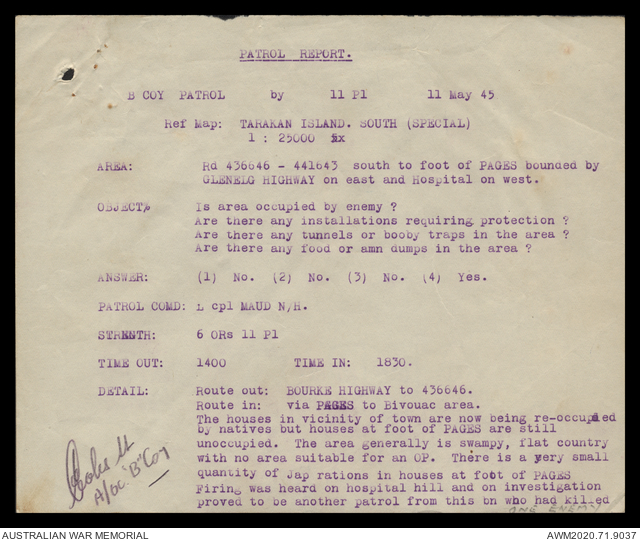 PATROL REPORT.
B COY PATROL by 11 Pl 11 May 45
Ref Map: TARAKAN ISLAND. SOUTH (SPECIAL)
1 : 25000
AREA: Rd 436646 - 441643 south to foot of PAGES bounded by
GLENELG HIGHWAY on east and Hospital on west.
OBJECT% Is area occupied by enemy ?
Are there any installations requiring protection ?
Are there any tunnels or booby traps in the area ?
Are there any food or amn dumps in the area ?
ANSWER: (1) No. (2) No. (3) No. (4) Yes.
PATROL COMD: L cpl MAUD N/H.
STRENTH: 6 ORs 11 Pl
TIME OUT: 1400 TIME IN: 1830.
DETAIL: Route out: BOURKE HIGHWAY to 436646.
Route in: via PAGES to Bivouac area.
The houses in vicinity of town are now being re-occupied
by natives but houses at foot of PAGES are still
unoccupied. The area generally is swampy, flat country
with no area suitable for an OP. There is a very small
quantity of Jap rations in houses at foot of PAGES
Firing was heard on hospital hill and on investigation
proved to be another patrol from this bn who had killed
ONE ENEMY
Lt
A/OC "B" Coy
AUSTRALIAN WAR MEMORIAL AWM2020.71.9037